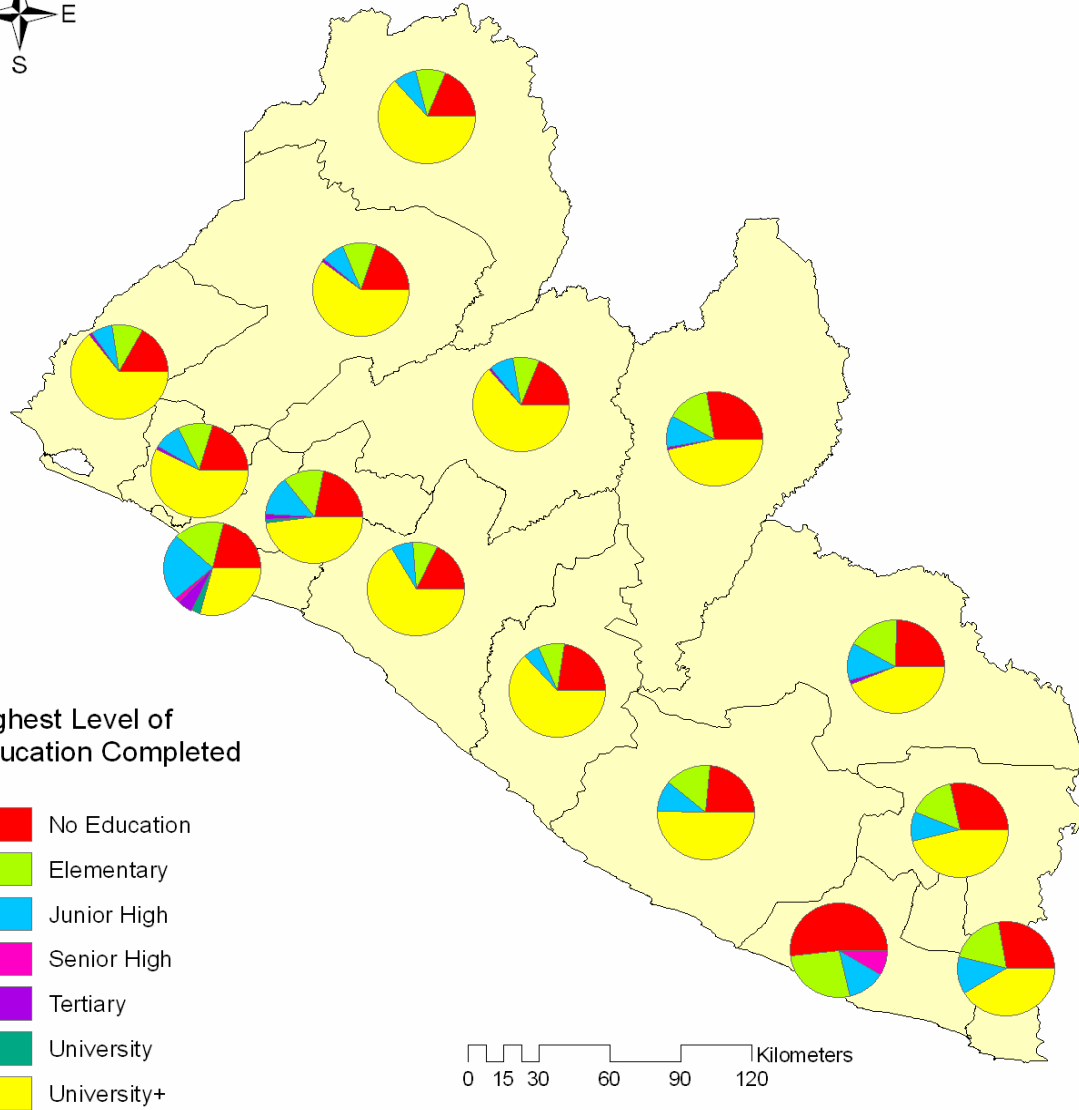 E
S
ghest Level of
ucation Completed
No Education
Elementary
Junior High
Senior High
Tertiary
University
University+
Kilometers
0 15 30 60 90 120